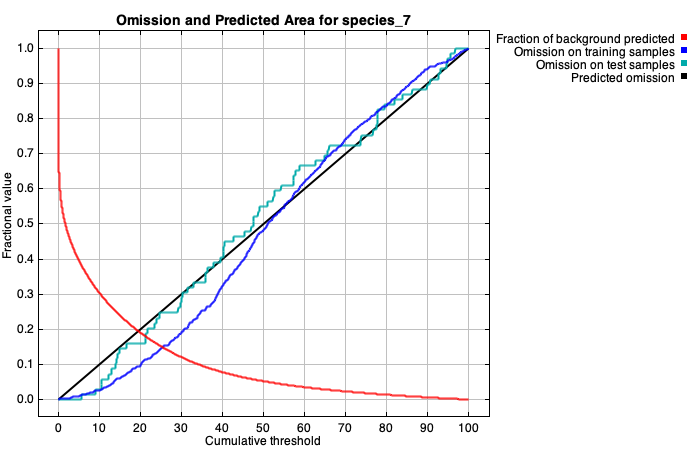 Omission and Predicted Area for species_7
Fraction of background predicted
Omission on training samples
Omission on test samples
Predicted omission
Fractional value
1.0
0.9
0.8
0.7
0.6
0.5
0.4
0.3
0.2
0.1
0.0
0 10 20 30 40 50 60 70 80 90 100
Cumulative threshold